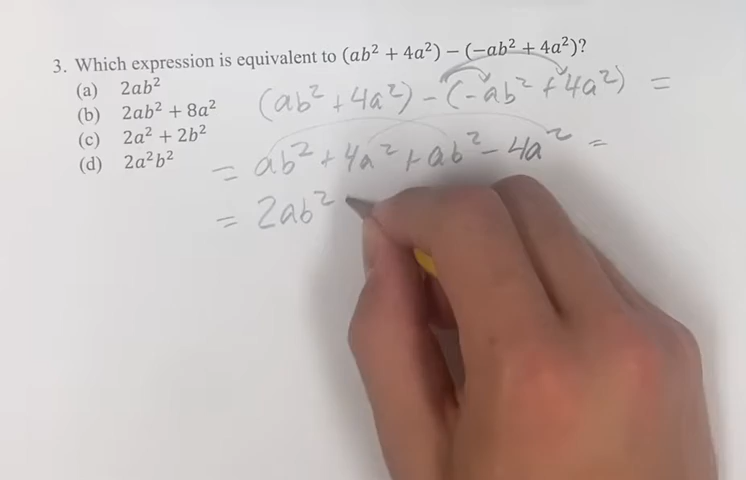 3. Which expression is equivalent to (ab² + 4a²) − (−ab² + 4a²)?
(a) 2ab²
(b) 2ab² + 8a²
(c) 2a² + 2b²
(d) 2a²b²
(ab² + 4a²) − (−ab² + 4a²) =
= ab² + 4a² + ab² − 4a² =
= 2ab²